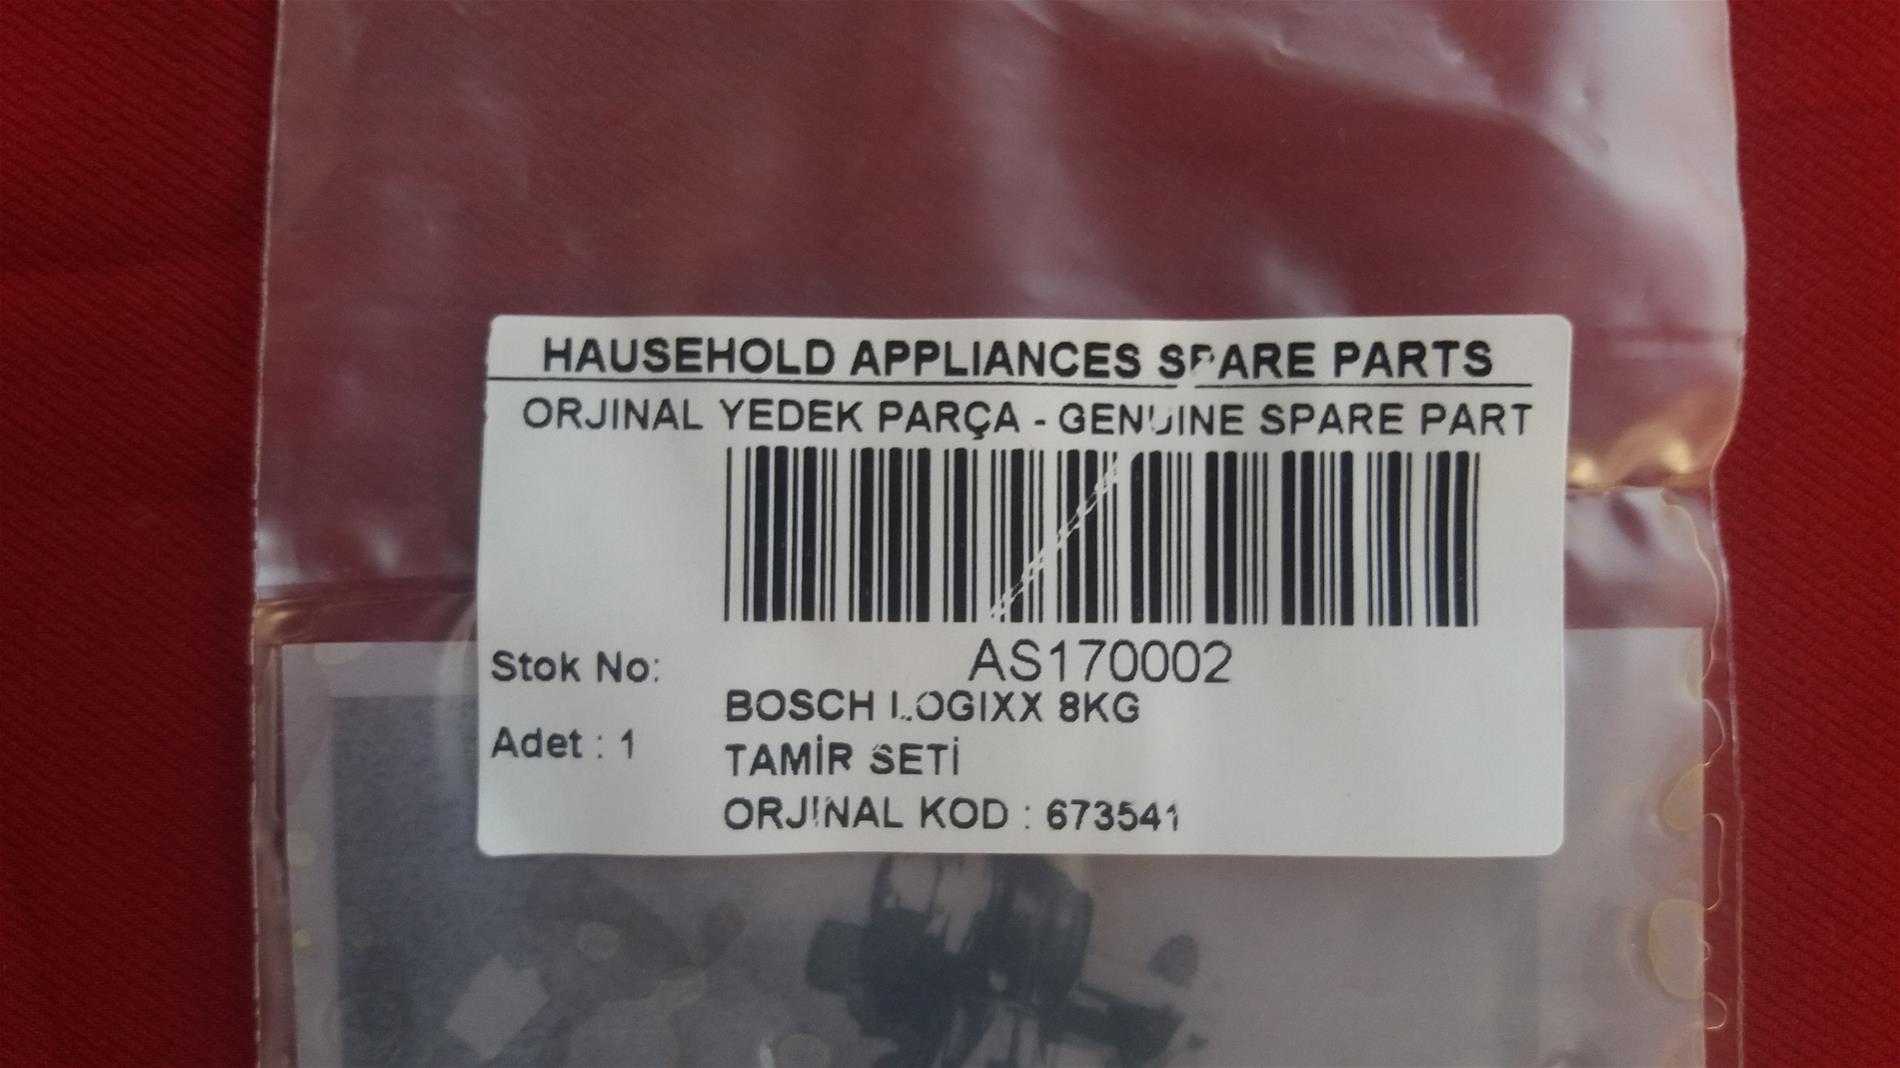 HAUSEHOLD APPLIANCES SPARE PARTS
ORJINAL YEDEK PARÇA - GENUINE SPARE PART
Stok No: AS170002
BOSCH LOGIXX 8KG
Adet : 1
TAMİR SETİ
ORJINAL KOD : 673541